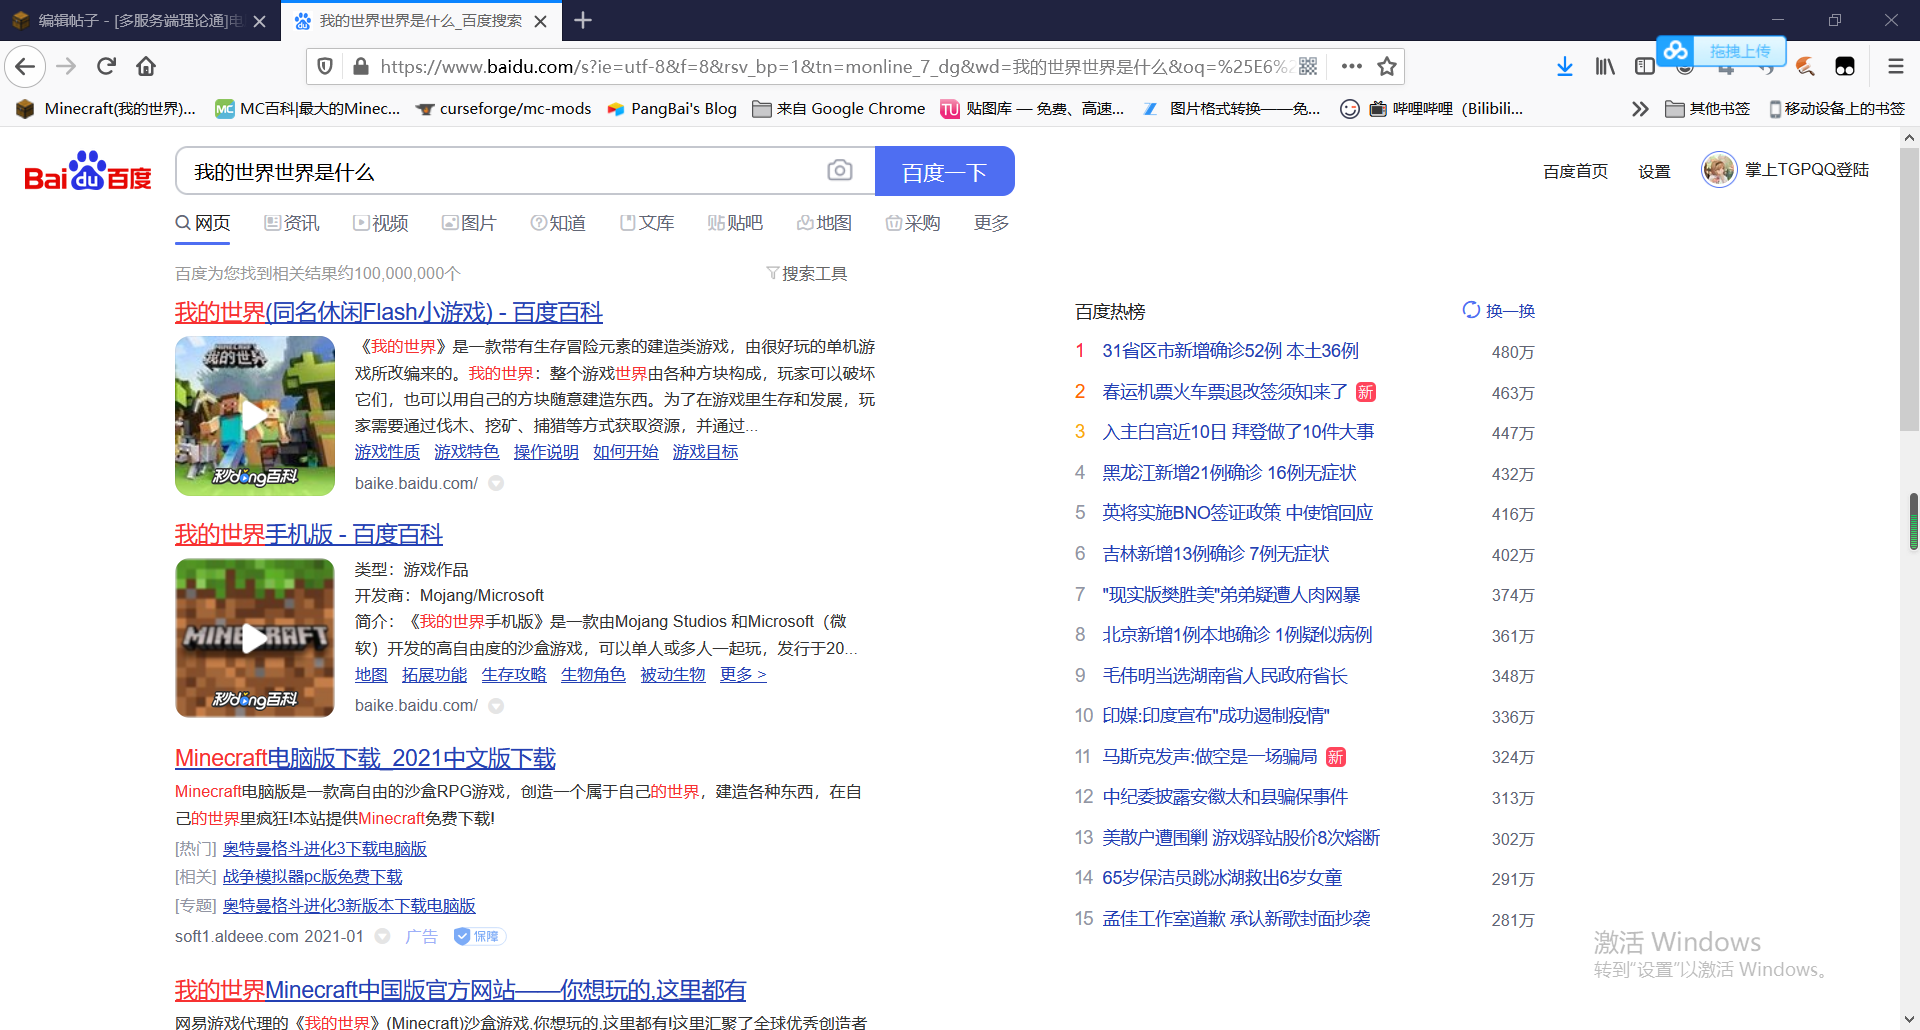 编辑帖子 - [多服务端理论通]电
我的世界世界是什么_百度搜索
https://www.baidu.com/s?ie=utf-8&f=8&rsv_bp=1&tn=monline_7_dg&wd=我的世界世界是什么&oq=%25E6%2
拖拽上传
Minecraft(我的世界)...
MC百科|最大的Minec...
curseforge/mc-mods
PangBai's Blog
来自 Google Chrome
贴图库 — 免费、高速...
图片格式转换——免...
哔哩哔哩（Bilibili...
其他书签
移动设备上的书签
Bai du 百度
我的世界世界是什么
百度一下
百度首页
设置
掌上TGPQQ登陆
网页
资讯
视频
图片
知道
文库
贴吧
地图
采购
更多
百度为您找到相关结果约100,000,000个
搜索工具
我的世界(同名休闲Flash小游戏) - 百度百科
MINECRAFT
我的世界
秒dong百科
《我的世界》是一款带有生存冒险元素的建造类游戏，由很好玩的单机游
戏所改编来的。我的世界：整个游戏世界由各种方块构成，玩家可以破坏
它们，也可以用自己的方块随意建造东西。为了在游戏里生存和发展，玩
家需要通过伐木、挖矿、捕猎等方式获取资源，并通过...
游戏性质 游戏特色 操作说明 如何开始 游戏目标
baike.baidu.com/
我的世界手机版 - 百度百科
MINECRAFT
秒dong百科
类型：游戏作品
开发商：Mojang/Microsoft
简介：《我的世界手机版》是一款由Mojang Studios 和Microsoft（微
软）开发的高自由度的沙盒游戏，可以单人或多人一起玩，发行于20...
地图 拓展功能 生存攻略 生物角色 被动生物 更多 >
baike.baidu.com/
Minecraft电脑版下载_2021中文版下载
Minecraft电脑版是一款高自由的沙盒RPG游戏，创造一个属于自己的世界，建造各种东西，在自
己的世界里疯狂!本站提供Minecraft免费下载!
[热门] 奥特曼格斗进化3下载电脑版
[相关] 战争模拟器pc版免费下载
[专题] 奥特曼格斗进化3新版本下载电脑版
soft1.aldeee.com 2021-01 广告 保障
我的世界Minecraft中国版官方网站——你想玩的,这里都有
网易游戏代理的《我的世界》(Minecraft)沙盒游戏,你想玩的,这里都有!这里汇聚了全球优秀创造者
百度热榜
换一换
1 31省区市新增确诊52例 本土36例 480万
2 春运机票火车票退改签须知来了 新 463万
3 入主白宫近10日 拜登做了10件大事 447万
4 黑龙江新增21例确诊 16例无症状 432万
5 英将实施BNO签证政策 中使馆回应 416万
6 吉林新增13例确诊 7例无症状 402万
7 "现实版樊胜美"弟弟疑遭人肉网暴 374万
8 北京新增1例本地确诊 1例疑似病例 361万
9 毛伟明当选湖南省人民政府省长 348万
10 印媒:印度宣布"成功遏制疫情" 336万
11 马斯克发声:做空是一场骗局 新 324万
12 中纪委披露安徽太和县骗保事件 313万
13 美散户遭围剿 游戏驿站股价8次熔断 302万
14 65岁保洁员跳冰湖救出6岁女童 291万
15 孟佳工作室道歉 承认新歌封面抄袭 281万
激活 Windows
转到"设置"以激活 Windows。